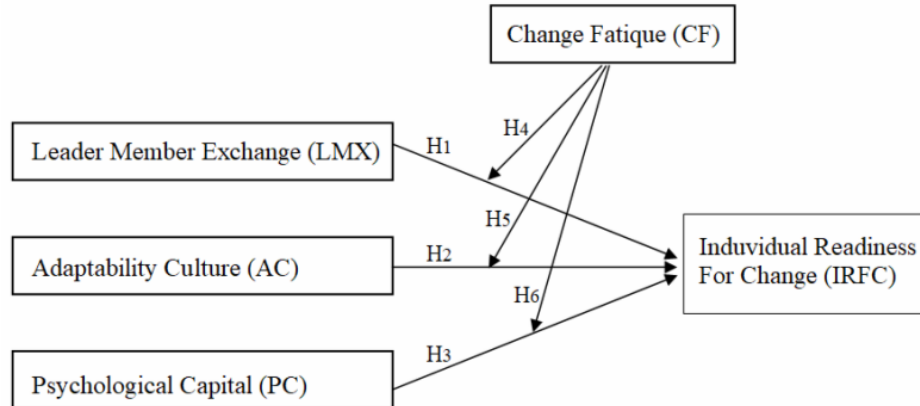 Change Fatique (CF)
H4
Leader Member Exchange (LMX)
H1
H5
Adaptability Culture (AC)
H2
Induvidual Readiness
For Change (IRFC)
H6
H3
Psychological Capital (PC)